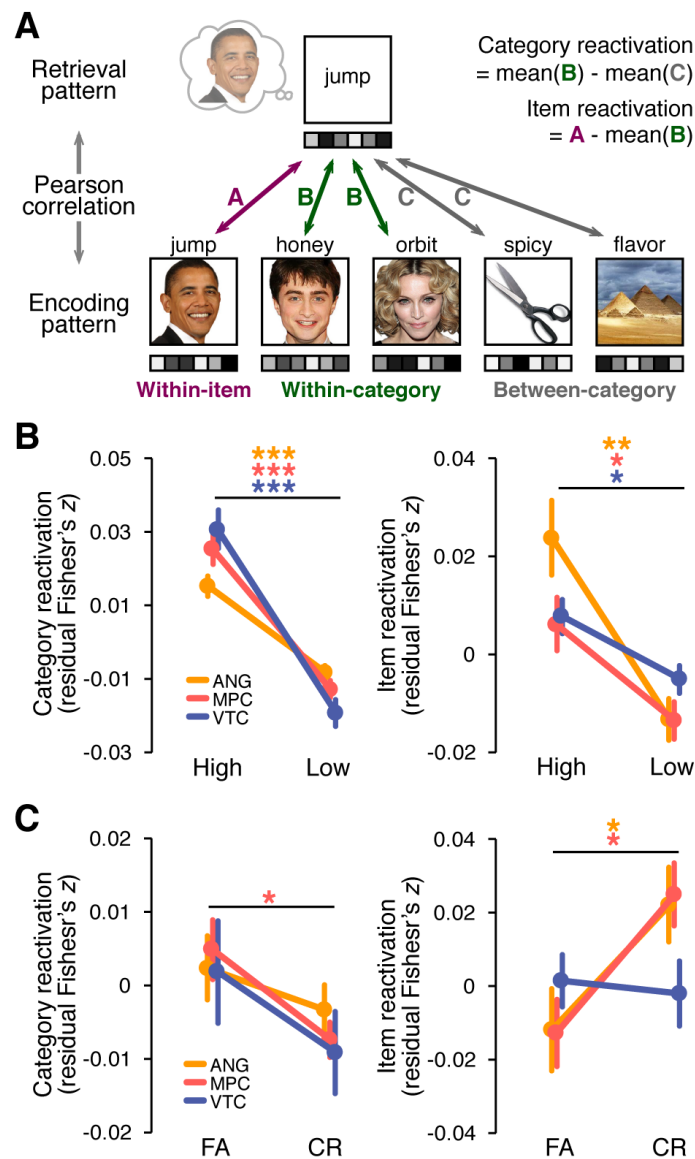 A
Retrieval
pattern
jump
Category reactivation
= mean(B) - mean(C)
Item reactivation
= A - mean(B)
Pearson
correlation
A
B
B
C
C
Encoding
pattern
jump
honey
orbit
spicy
flavor
Within-item
Within-category
Between-category
B
Category reactivation
(residual Fishesr's z)
0.05
0.03
0.01
-0.01
-0.03
***
***
***
ANG
MPC
VTC
High
Low
Item reactivation
(residual Fishesr's z)
0.04
0.02
0
-0.02
**
*
*
High
Low
C
Category reactivation
(residual Fishesr's z)
0.02
0.01
0
-0.01
-0.02
*
ANG
MPC
VTC
FA
CR
Item reactivation
(residual Fishesr's z)
0.04
0.02
0
-0.02
-0.04
*
*
FA
CR